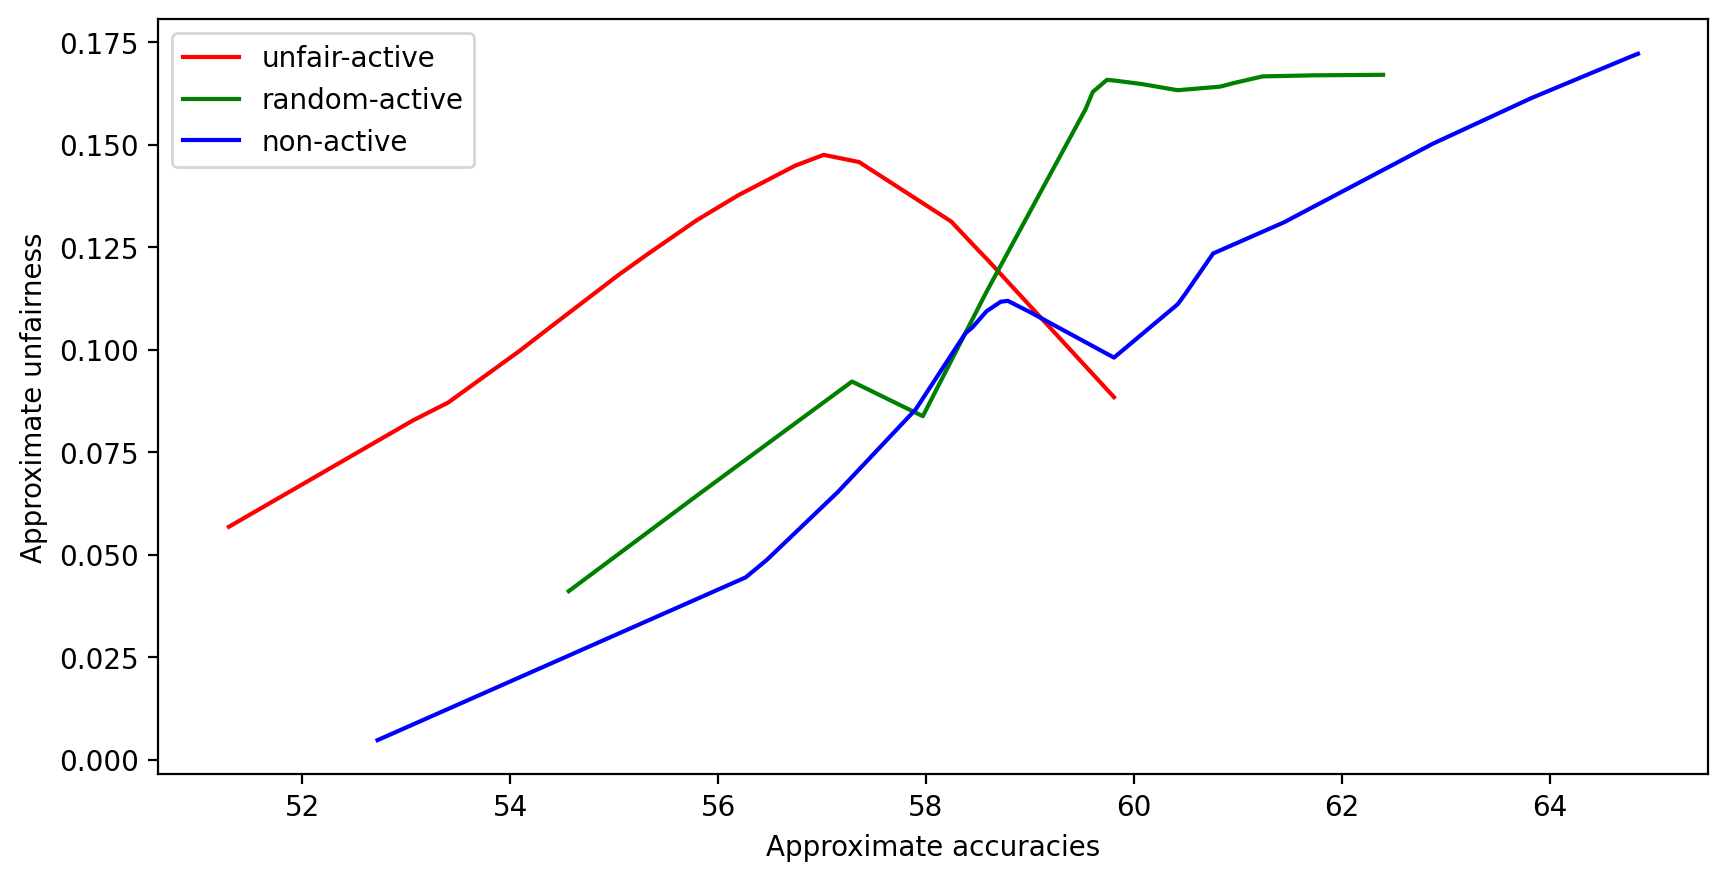 unfair-active
random-active
non-active
Approximate unfairness
0.175
0.150
0.125
0.100
0.075
0.050
0.025
0.000
52 54 56 58 60 62 64
Approximate accuracies